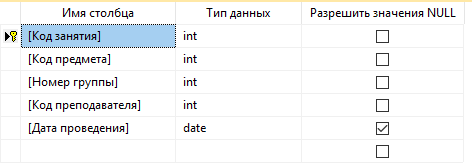 Имя столбца Тип данных Разрешить значения NULL
[Код занятия] int
[Код предмета] int
[Номер группы] int
[Код преподавателя] int
[Дата проведения] date